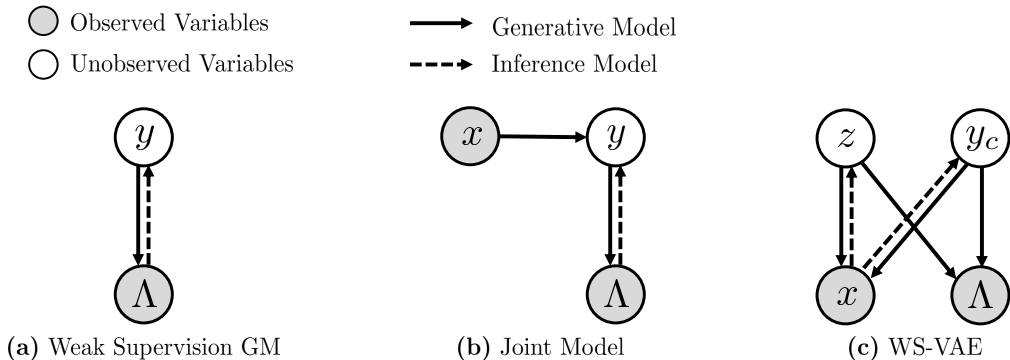 Observed Variables
Unobserved Variables
Generative Model
Inference Model
y
Λ
(a) Weak Supervision GM
x
y
Λ
(b) Joint Model
z
y_c
x
Λ
(c) WS-VAE